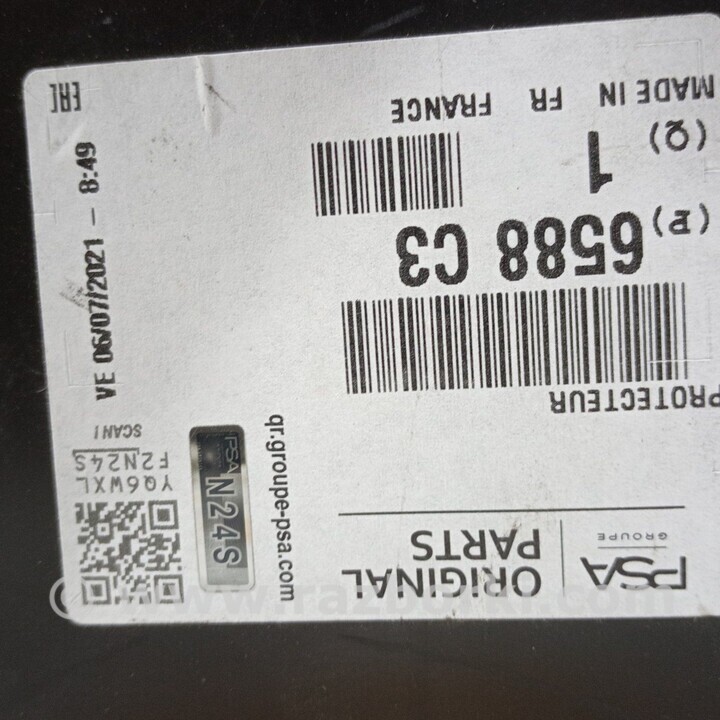 PSA
GROUPE
ORIGINAL
PARTS
PROTECTEUR
(P) 6588 C3
(Q) 1
MADE IN FR FRANCE
qr.groupe-psa.com
PSA
N24S
YQ6WXL
F2N24S
SCAN !
VE 06/07/2021 - 8:49
EAC